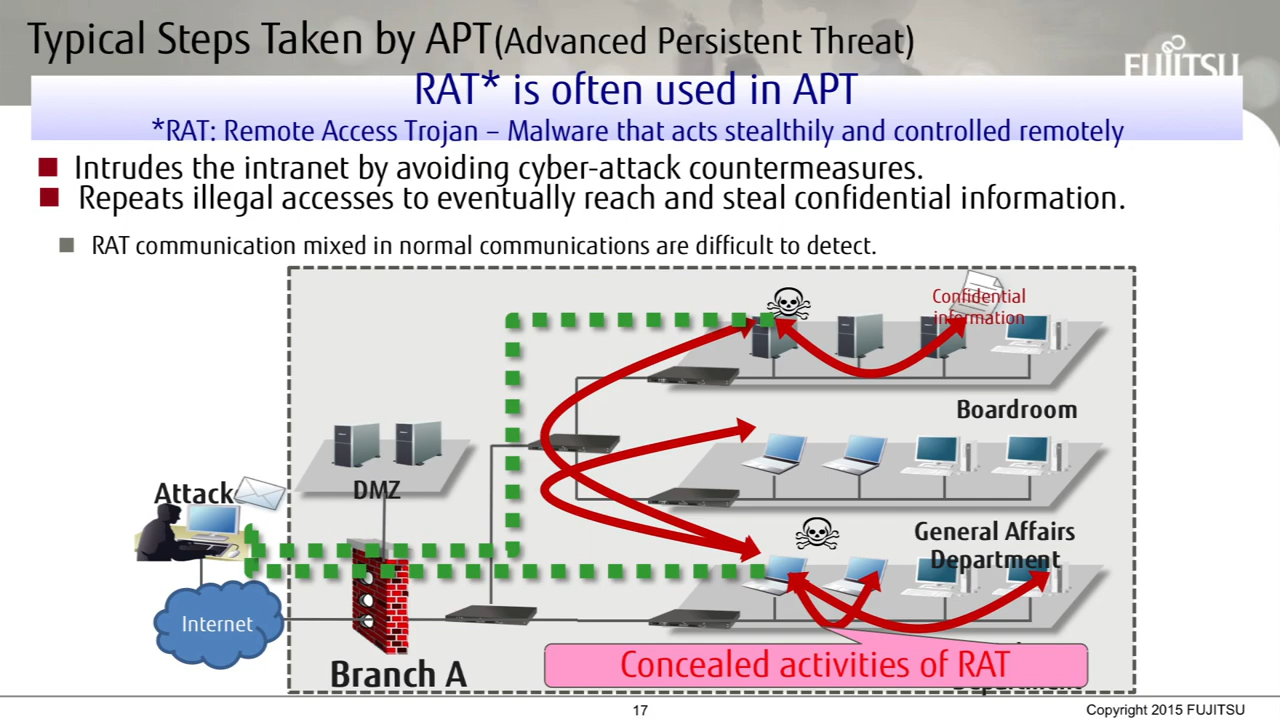 Typical Steps Taken by APT(Advanced Persistent Threat)
FUJITSU
RAT* is often used in APT
*RAT: Remote Access Trojan – Malware that acts stealthily and controlled remotely
Intrudes the intranet by avoiding cyber-attack countermeasures.
Repeats illegal accesses to eventually reach and steal confidential information.
RAT communication mixed in normal communications are difficult to detect.
Confidential
information
Boardroom
DMZ
Attack
General Affairs
Department
Internet
Branch A
Concealed activities of RAT
Department
17
Copyright 2015 FUJITSU